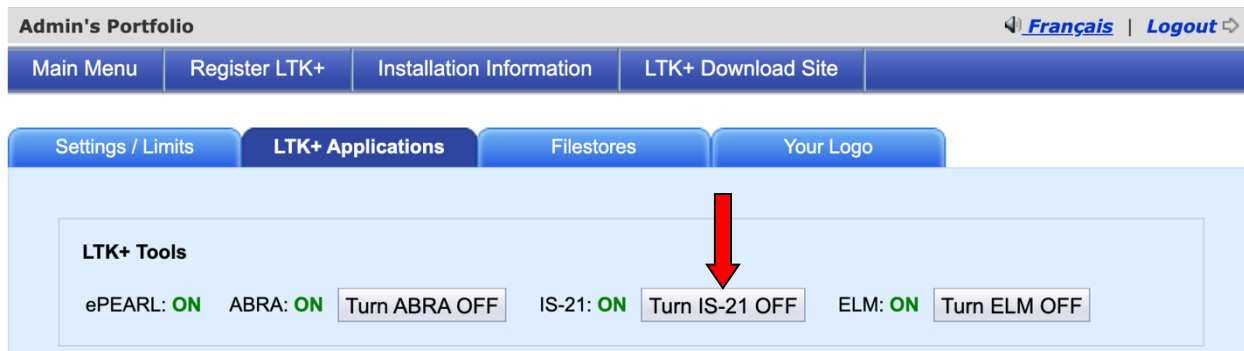 Admin's Portfolio Français | Logout
Main Menu Register LTK+ Installation Information LTK+ Download Site
Settings / Limits LTK+ Applications Filestores Your Logo
LTK+ Tools
ePEARL: ON ABRA: ON Turn ABRA OFF IS-21: ON Turn IS-21 OFF ELM: ON Turn ELM OFF